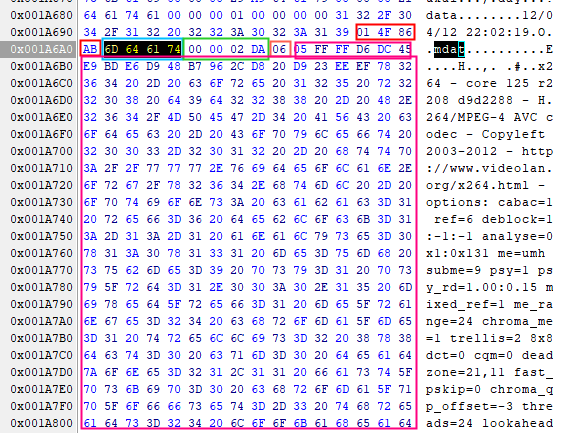 0x001A680 64 61 74 61 00 00 00 01 00 00 00 00 31 32 2F 30 data........12/0
0x001A690 34 2F 31 32 20 32 32 3A 30 32 3A 31 39 01 4F 86 4/12 22:02:19.O.
0x001A6A0 AB 6D 64 61 74 00 00 02 DA 06 05 FF FF D6 DC 45 .mdat..........E
0x001A6B0 E9 BD E6 D9 48 B7 96 2C D8 20 D9 23 EE EF 78 32 ....H..,. .#..x2
0x001A6C0 36 34 20 2D 20 63 6F 72 65 20 31 32 35 20 72 32 64 - core 125 r2
0x001A6D0 32 30 38 20 64 39 64 32 32 38 38 20 2D 20 48 2E 208 d9d2288 - H.
0x001A6E0 32 36 34 2F 4D 50 45 47 2D 34 20 41 56 43 20 63 264/MPEG-4 AVC c
0x001A6F0 6F 64 65 63 20 2D 20 43 6F 70 79 6C 65 66 74 20 odec - Copyleft
0x001A700 32 30 30 33 2D 32 30 31 32 20 2D 20 68 74 74 70 2003-2012 - http
0x001A710 3A 2F 2F 77 77 77 2E 76 69 64 65 6F 6C 61 6E 2E ://www.videolan.
0x001A720 6F 72 67 2F 78 32 36 34 2E 68 74 6D 6C 20 2D 20 org/x264.html -
0x001A730 6F 70 74 69 6F 6E 73 3A 20 63 61 62 61 63 3D 31 options: cabac=1
0x001A740 20 72 65 66 3D 36 20 64 65 62 6C 6F 63 6B 3D 31 ref=6 deblock=1
0x001A750 3A 2D 31 3A 2D 31 20 61 6E 61 6C 79 73 65 3D 30 :-1:-1 analyse=0
0x001A760 78 31 3A 30 78 31 33 31 20 6D 65 3D 75 6D 68 20 x1:0x131 me=umh
0x001A770 73 75 62 6D 65 3D 39 20 70 73 79 3D 31 20 70 73 subme=9 psy=1 ps
0x001A780 79 5F 72 64 3D 31 2E 30 30 3A 30 2E 31 35 20 6D y_rd=1.00:0.15 m
0x001A790 69 78 65 64 5F 72 65 66 3D 31 20 6D 65 5F 72 61 ixed_ref=1 me_ra
0x001A7A0 6E 67 65 3D 32 34 20 63 68 72 6F 6D 61 5F 6D 65 nge=24 chroma_me
0x001A7B0 3D 31 20 74 72 65 6C 6C 69 73 3D 32 20 38 78 38 =1 trellis=2 8x8
0x001A7C0 64 63 74 3D 30 20 63 71 6D 3D 30 20 64 65 61 64 dct=0 cqm=0 dead
0x001A7D0 7A 6F 6E 65 3D 32 31 2C 31 31 20 66 61 73 74 5F zone=21,11 fast_
0x001A7E0 70 73 6B 69 70 3D 30 20 63 68 72 6F 6D 61 5F 71 pskip=0 chroma_q
0x001A7F0 70 5F 6F 66 66 73 65 74 3D 2D 33 20 74 68 72 65 p_offset=-3 thre
0x001A800 61 64 73 3D 32 34 20 6C 6F 6F 6B 61 68 65 61 64 ads=24 lookahead